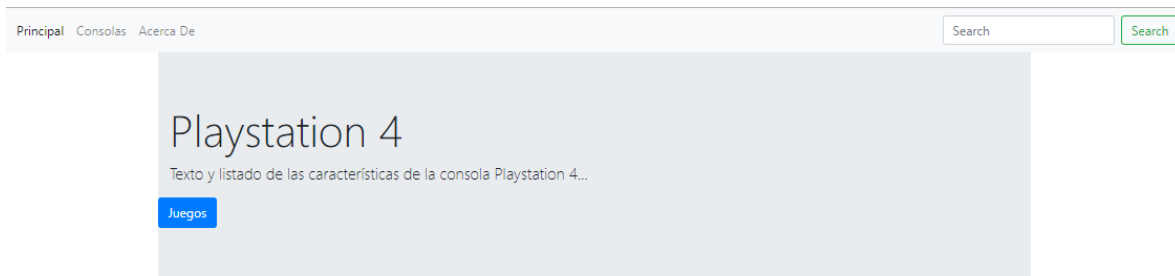 Principal Consolas Acerca De Search Search
Playstation 4
Texto y listado de las características de la consola Playstation 4...
Juegos